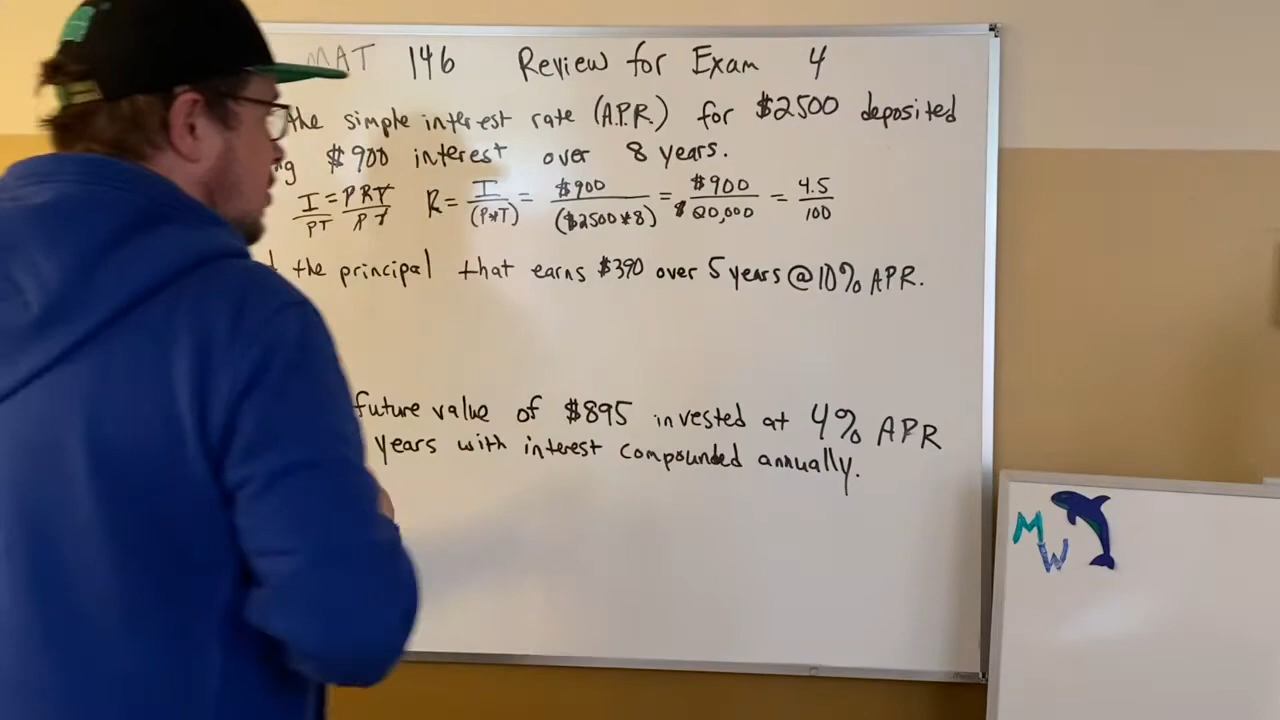 MAT 146 Review for Exam 4
the simple interest rate (A.P.R.) for $2500 deposited
$900 interest over 8 years.
I/PT = PRT/PT R = I/(P*T) = $900/($2500*8) = $900/$20,000 = 4.5/100
the principal that earns $390 over 5 years @ 10% APR.
future value of $895 invested at 4% APR
years with interest compounded annually.
M
W